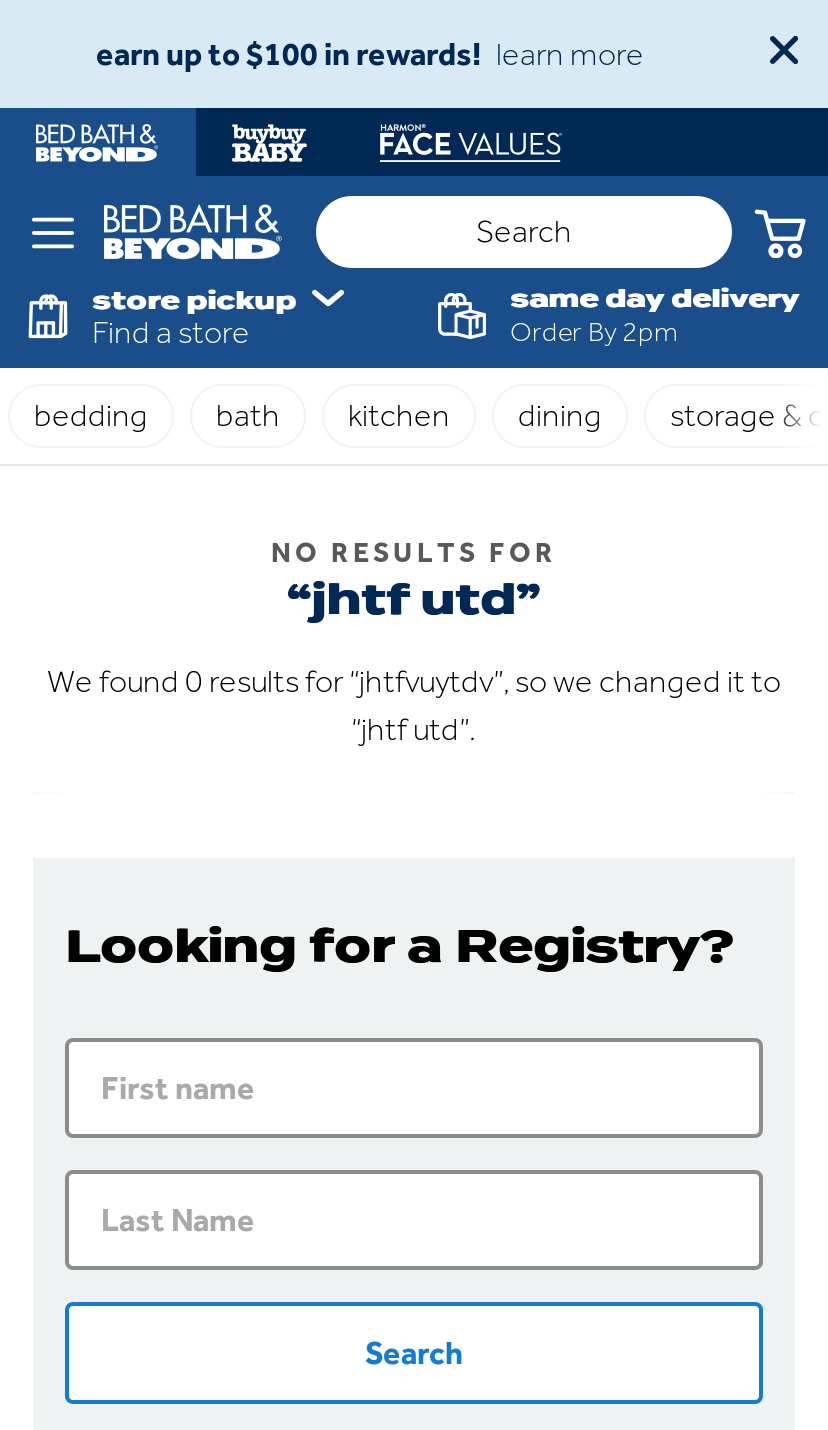 earn up to $100 in rewards! learn more
BED BATH &
BEYOND®
buybuy
BABY
HARMON®
FACE VALUES
BED BATH &
BEYOND®
Search
store pickup
Find a store
same day delivery
Order By 2pm
bedding bath kitchen dining storage &
NO RESULTS FOR
“jhtf utd”
We found 0 results for "jhtfvuytdv", so we changed it to
"jhtf utd".
Looking for a Registry?
First name
Last Name
Search